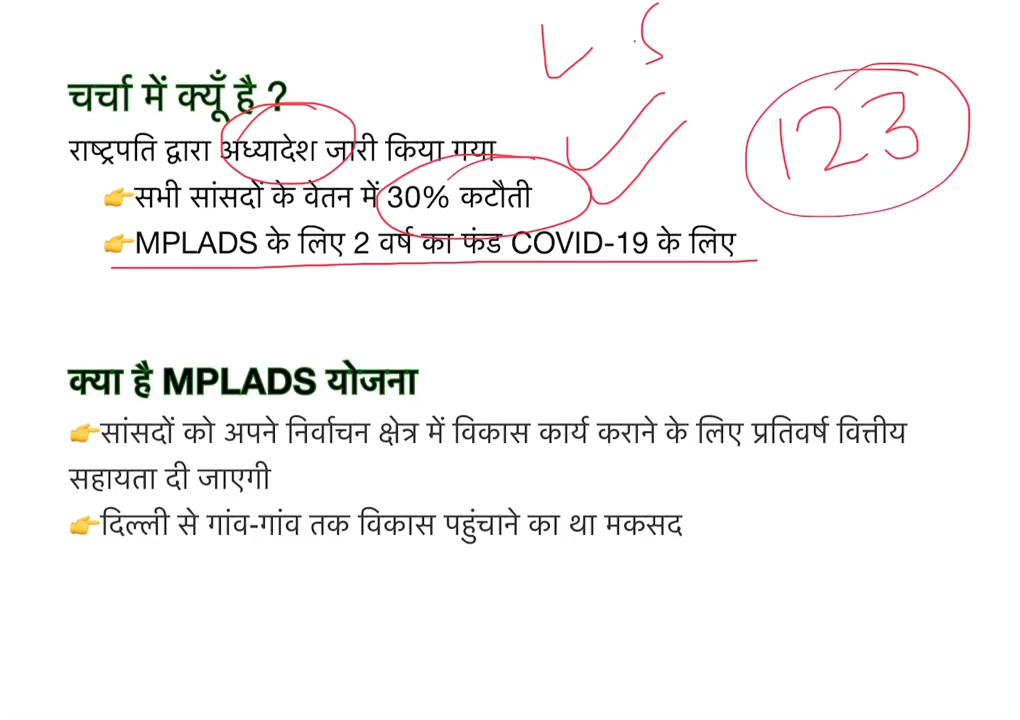 L S
123
चर्चा में क्यूँ है ?
राष्ट्रपति द्वारा अध्यादेश जारी किया गया
👉सभी सांसदों के वेतन में 30% कटौती
👉MPLADS के लिए 2 वर्ष का फंड COVID-19 के लिए
क्या है MPLADS योजना
👉सांसदों को अपने निर्वाचन क्षेत्र में विकास कार्य कराने के लिए प्रतिवर्ष वित्तीय
सहायता दी जाएगी
👉दिल्ली से गांव-गांव तक विकास पहुंचाने का था मकसद